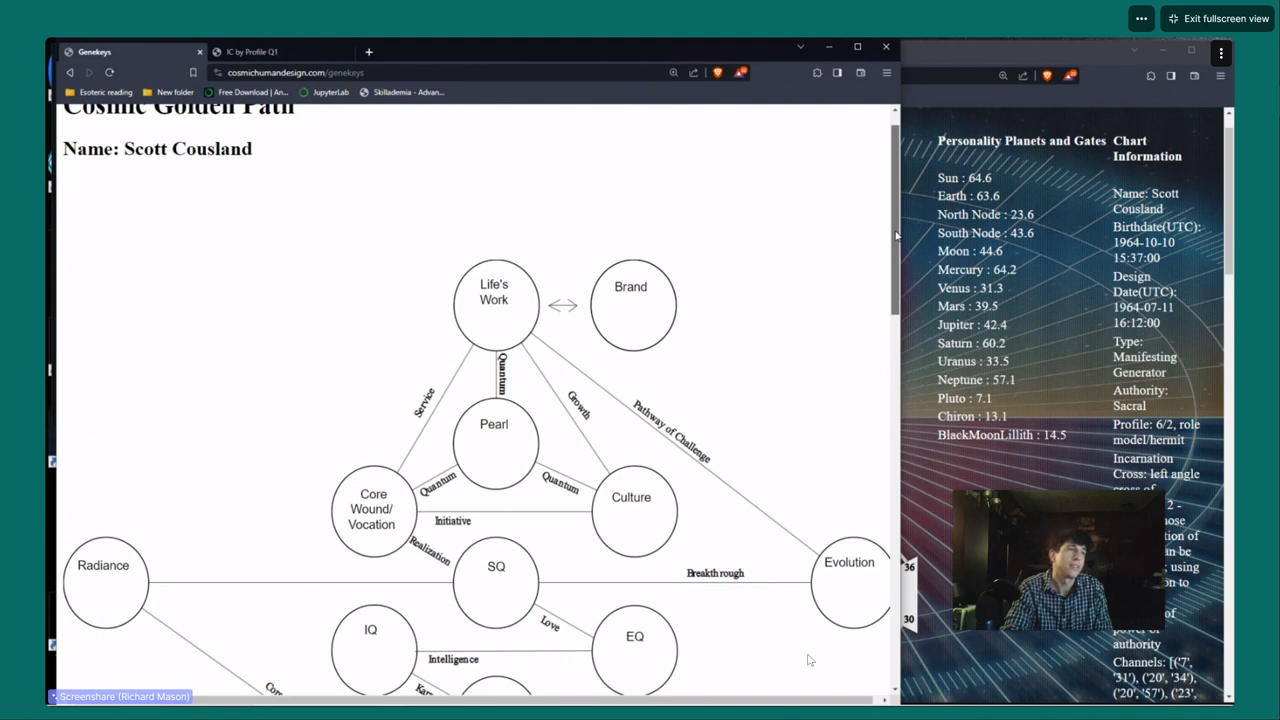 Exit fullscreen view
Genekeys
IC by Profile Q1
cosmichumandesign.com/genekeys
Esoteric reading
New folder
Free Download | An...
JupyterLab
Skillademia - Advan...
Cosmic Golden Path
Name: Scott Cousland
Life's
Work
Brand
Quantum
Service
Growth
Pathway of Challenge
Pearl
Quantum
Quantum
Core
Wound/
Vocation
Culture
Initiative
Realization
Radiance
SQ
Breakthrough
Evolution
Love
IQ
EQ
Intelligence
Screenshare (Richard Mason)
Personality Planets and Gates
Sun : 64.6
Earth : 63.6
North Node : 23.6
South Node : 43.6
Moon : 44.6
Mercury : 64.2
Venus : 31.3
Mars : 39.5
Jupiter : 42.4
Saturn : 60.2
Uranus : 33.5
Neptune : 57.1
Pluto : 7.1
Chiron : 13.1
BlackMoonLillith : 14.5
Chart
Information
Name: Scott
Cousland
Birthdate(UTC):
1964-10-10
15:37:00
Design
Date(UTC):
1964-07-11
16:12:00
Type:
Manifesting
Generator
Authority:
Sacral
Profile: 6/2, role
model/hermit
Incarnation
Cross: left angle
cross of
2 -
36
30
power or
authority
Channels: [('7',
'31'), ('20', '34'),
('20', '57'), ('23',